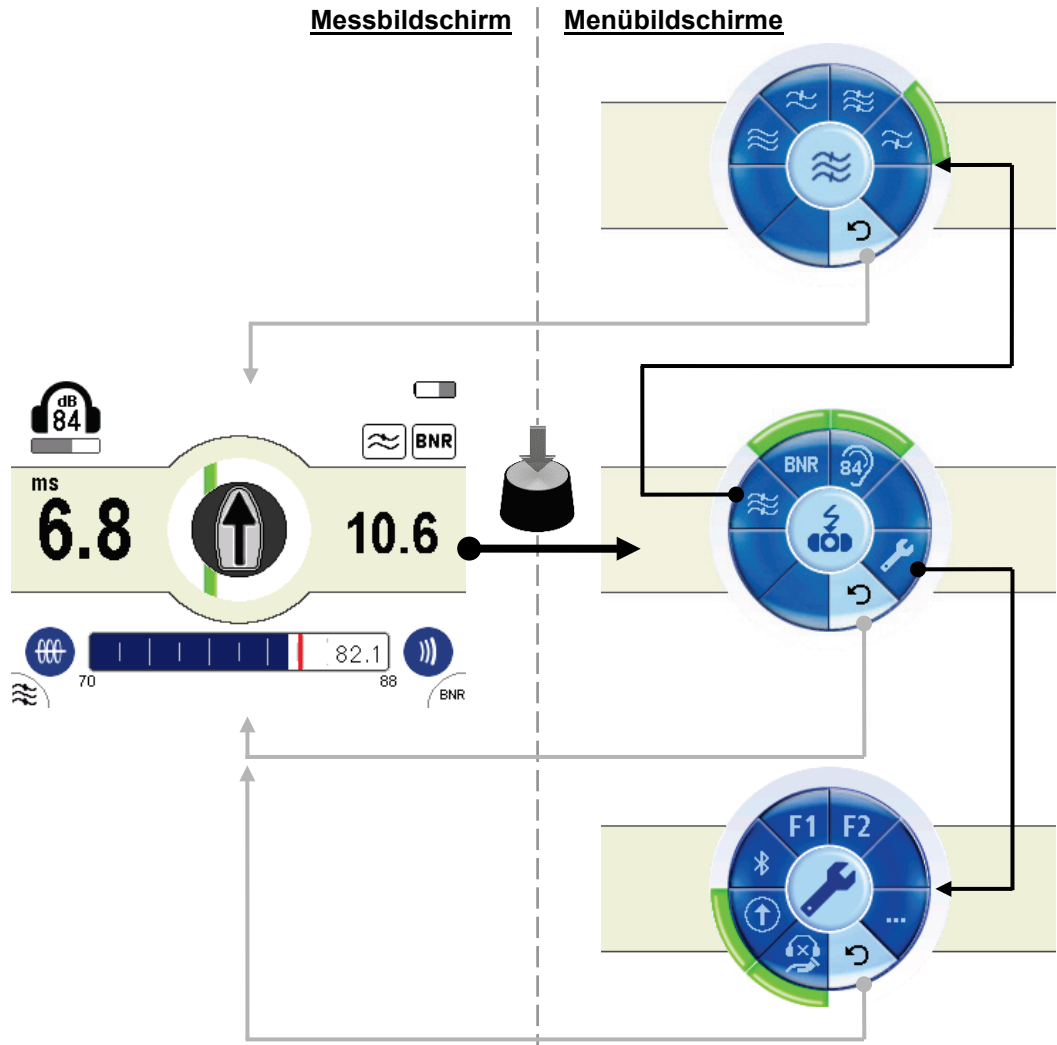 Messbildschirm
Menübildschirme
dB
84
BNR
ms
6.8
10.6
82.1
70
88
BNR
BNR
84
F1
F2
...